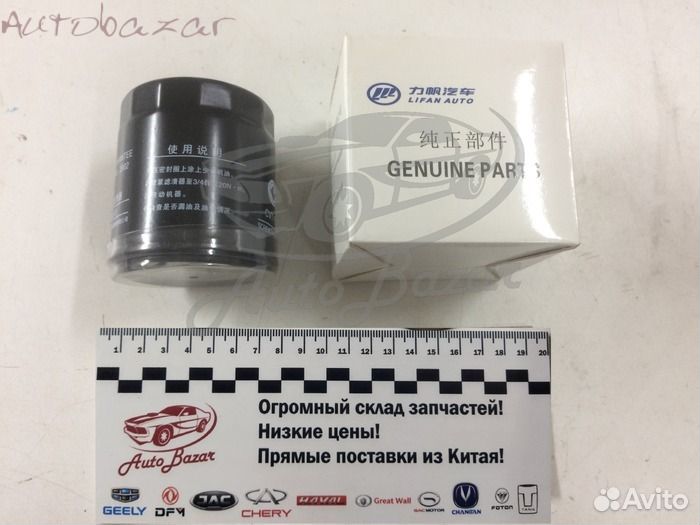 Autobazar
力帆汽车
LIFAN AUTO
纯正部件
GENUINE PARTS
使用说明
AutoBazar
1 2 3 4 5 6 7 8 9 10 11 12 13 14 15 16 17 18 19 20
Огромный склад запчастей!
Низкие цены!
Прямые поставки из Китая!
AutoBazar
GEELY
DFM
JAC
CHERY
HAVAL
Great Wall
BAIC MOTOR
CHANGAN
FOTON
TANK
Avito